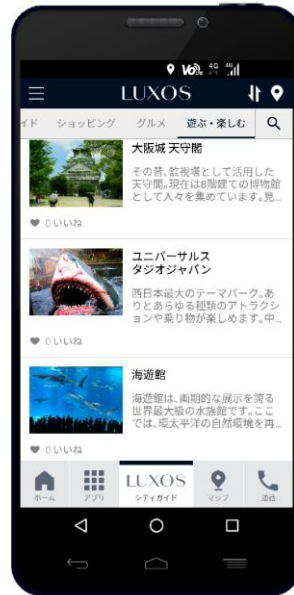 Vo
LTE
4G
4G
LUXOS
イド ショッピング グルメ 遊ぶ・楽しむ
大阪城 天守閣
その昔、監視塔として活用した
天守閣。現在は8階建ての博物館
として人々を集めています。見...
0 いいね
ユニバーサルス
タジオジャパン
西日本最大のテーマパーク。あ
りとあらゆる種類のアトラクシ
ョンや乗り物が楽しめます。中...
0 いいね
海遊館
海遊館は、画期的な展示を誇る
世界最大級の水族館です。ここ
では、環太平洋の自然環境を再...
0 いいね
ホーム アプリ LUXOS シティガイド マップ 通話